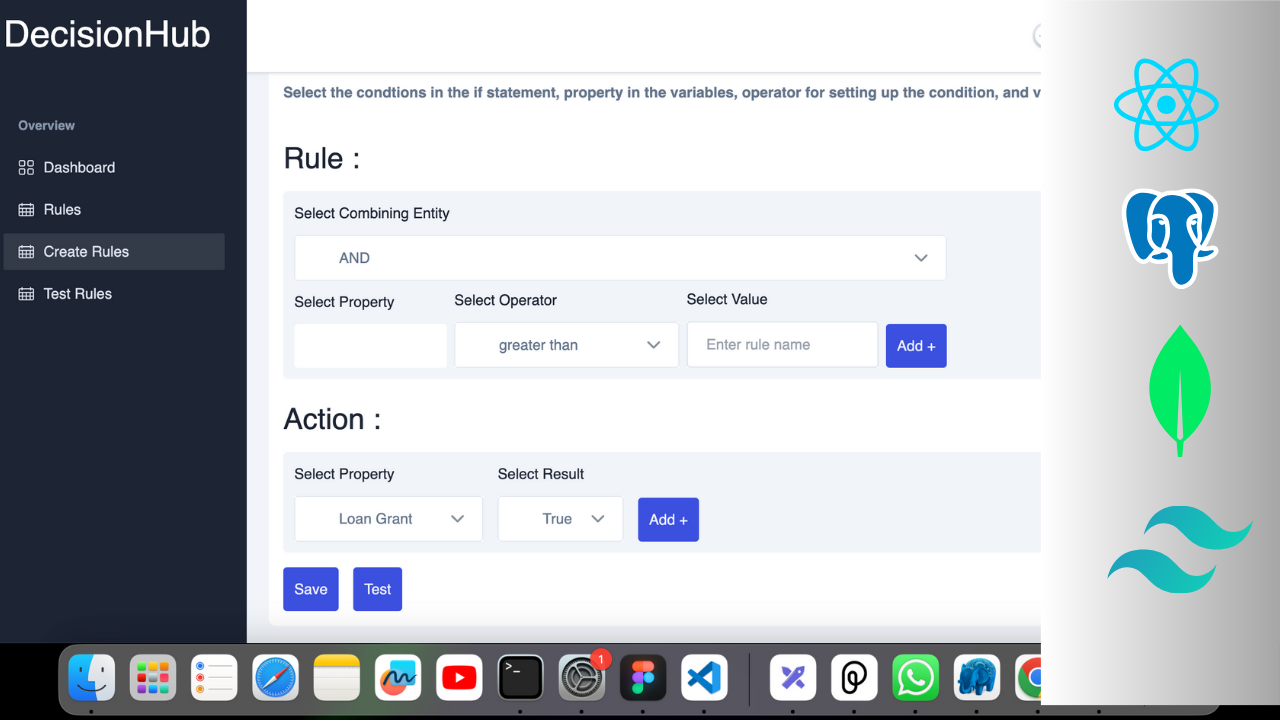 DecisionHub
Overview
Dashboard
Rules
Create Rules
Test Rules
Select the condtions in the if statement, property in the variables, operator for setting up the condition, and v
Rule :
Select Combining Entity
AND
Select Property Select Operator Select Value
greater than Enter rule name Add +
Action :
Select Property Select Result
Loan Grant True Add +
Save Test
1